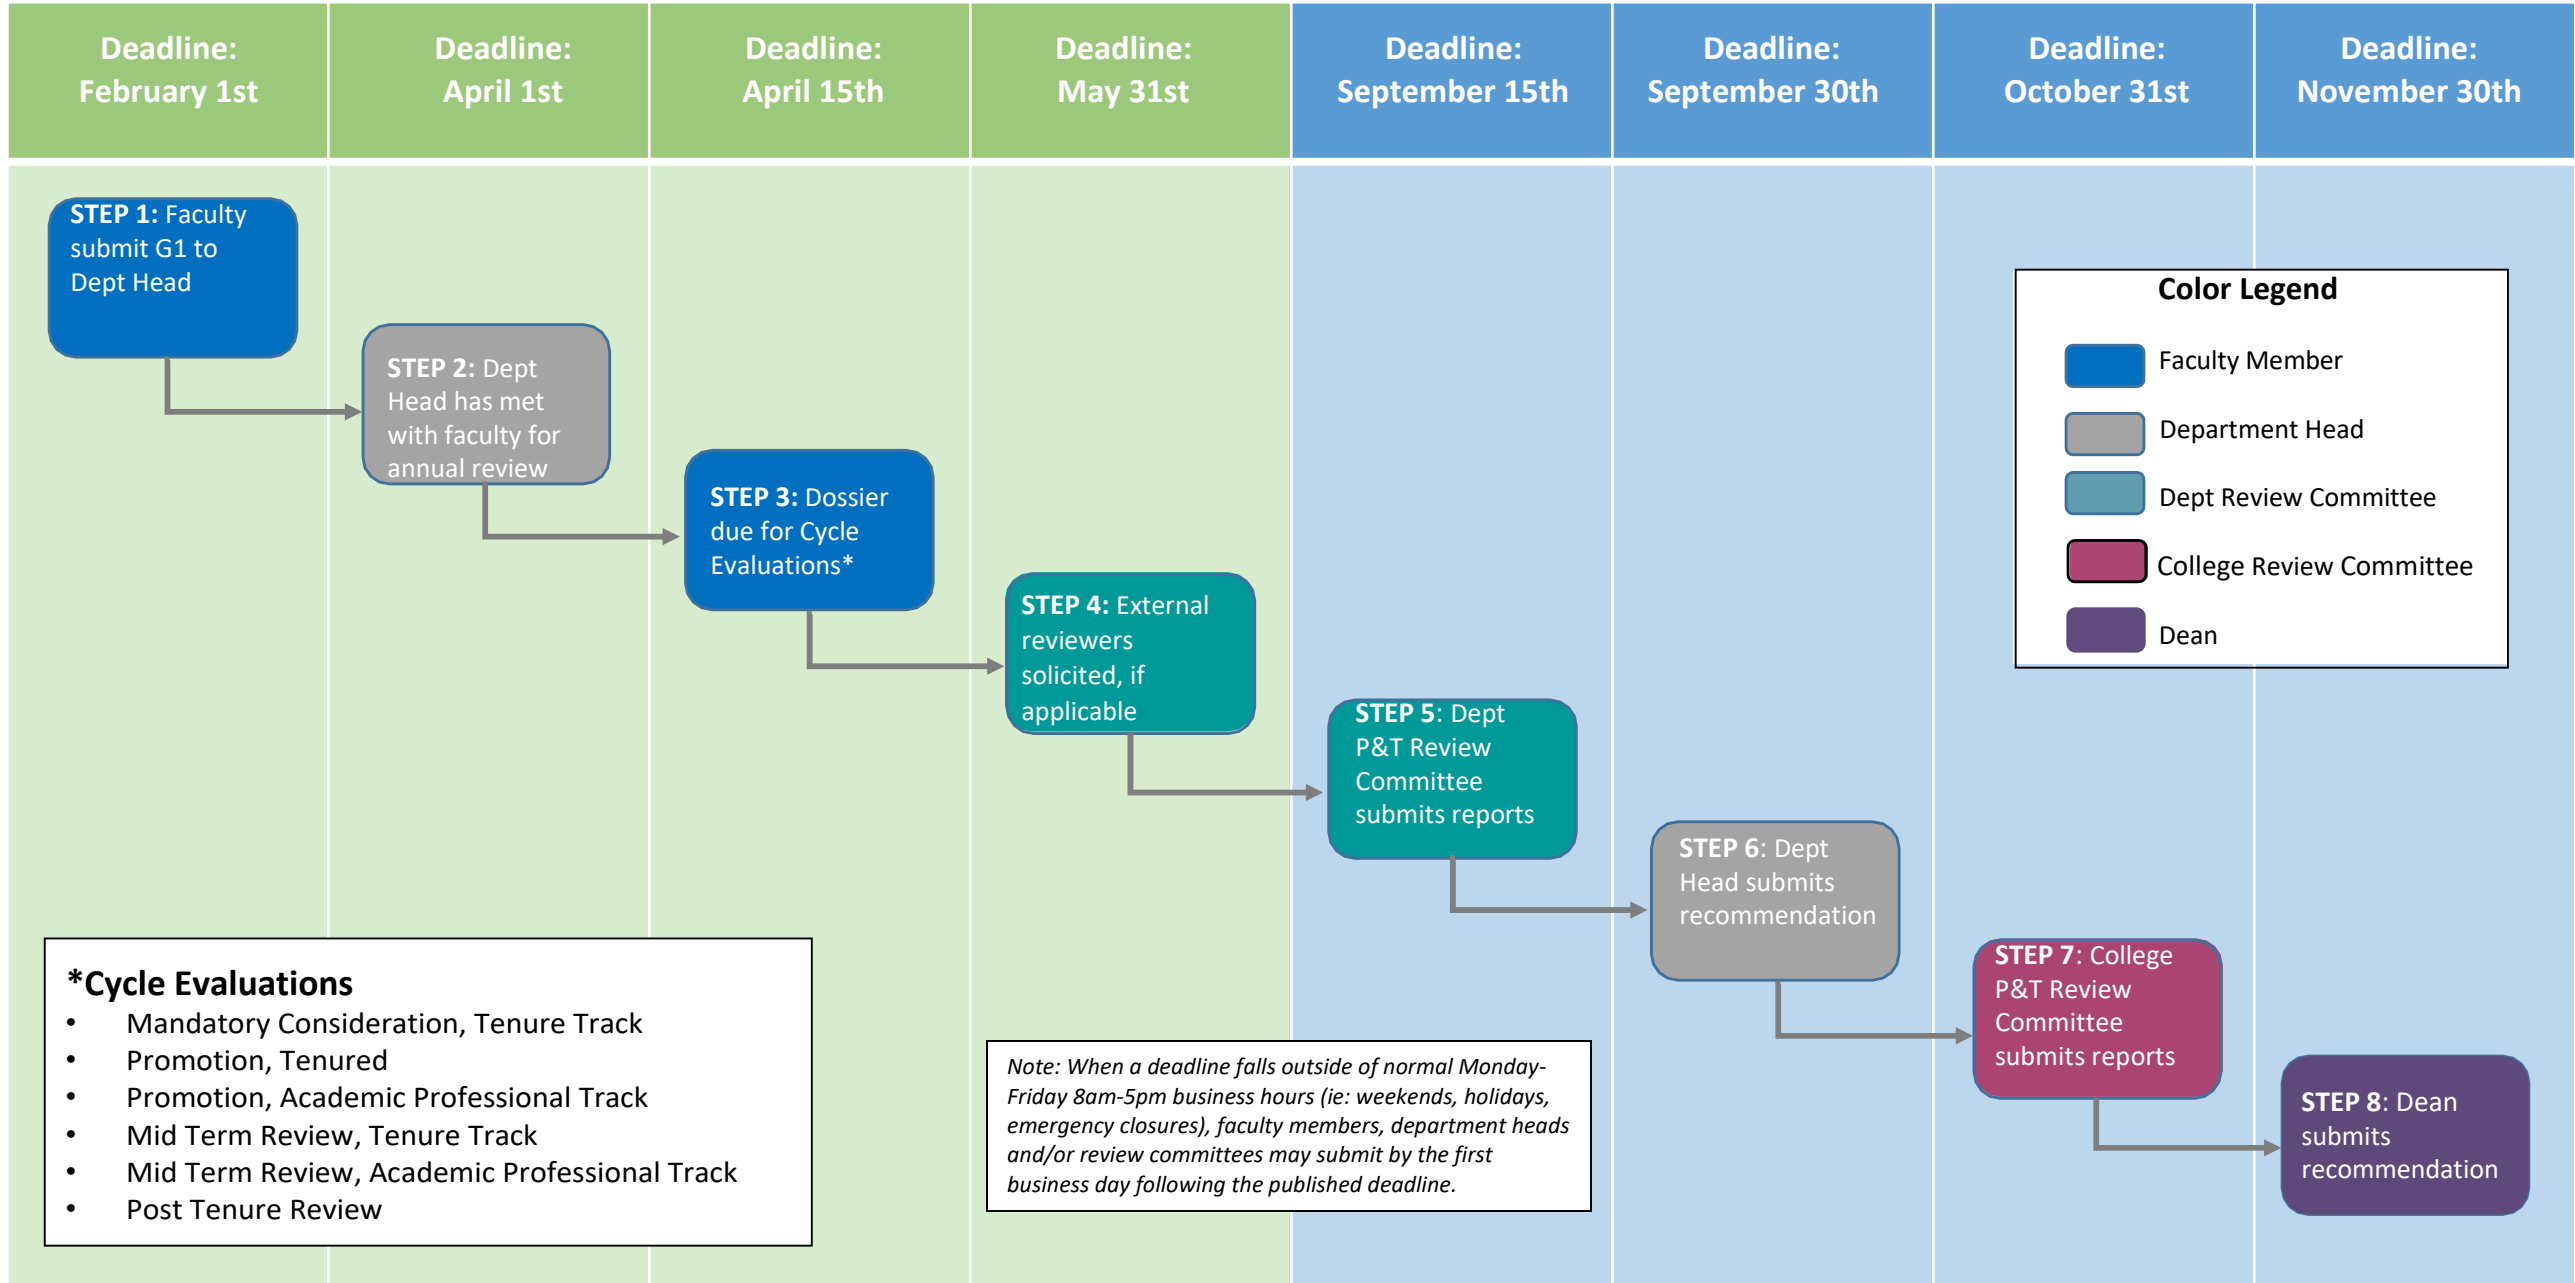 Deadline:
February 1st
Deadline:
April 1st
Deadline:
April 15th
Deadline:
May 31st
Deadline:
September 15th
Deadline:
September 30th
Deadline:
October 31st
Deadline:
November 30th
STEP 1: Faculty
submit G1 to
Dept Head
STEP 2: Dept
Head has met
with faculty for
annual review
STEP 3: Dossier
due for Cycle
Evaluations*
STEP 4: External
reviewers
solicited, if
applicable
STEP 5: Dept
P&T Review
Committee
submits reports
STEP 6: Dept
Head submits
recommendation
STEP 7: College
P&T Review
Committee
submits reports
STEP 8: Dean
submits
recommendation
Color Legend
Faculty Member
Department Head
Dept Review Committee
College Review Committee
Dean
*Cycle Evaluations
• Mandatory Consideration, Tenure Track
• Promotion, Tenured
• Promotion, Academic Professional Track
• Mid Term Review, Tenure Track
• Mid Term Review, Academic Professional Track
• Post Tenure Review
Note: When a deadline falls outside of normal Monday-
Friday 8am-5pm business hours (ie: weekends, holidays,
emergency closures), faculty members, department heads
and/or review committees may submit by the first
business day following the published deadline.